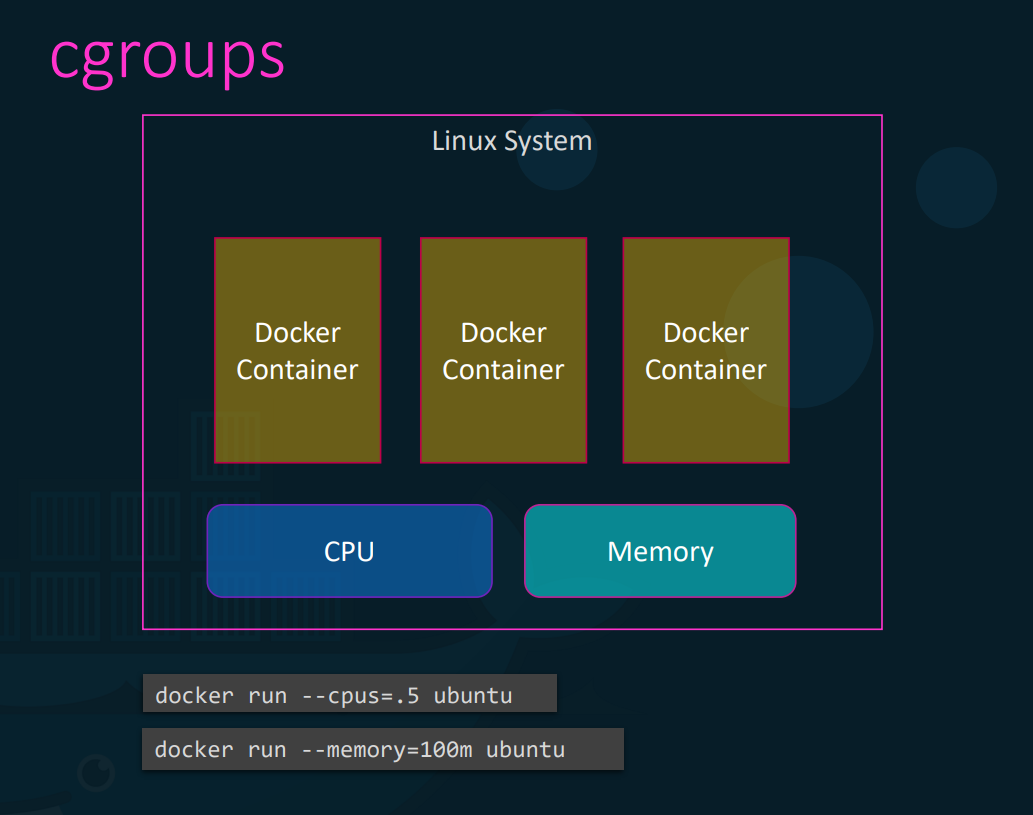 cgroups
Linux System
Docker
Container
Docker
Container
Docker
Container
CPU
Memory
docker run --cpus=.5 ubuntu
docker run --memory=100m ubuntu